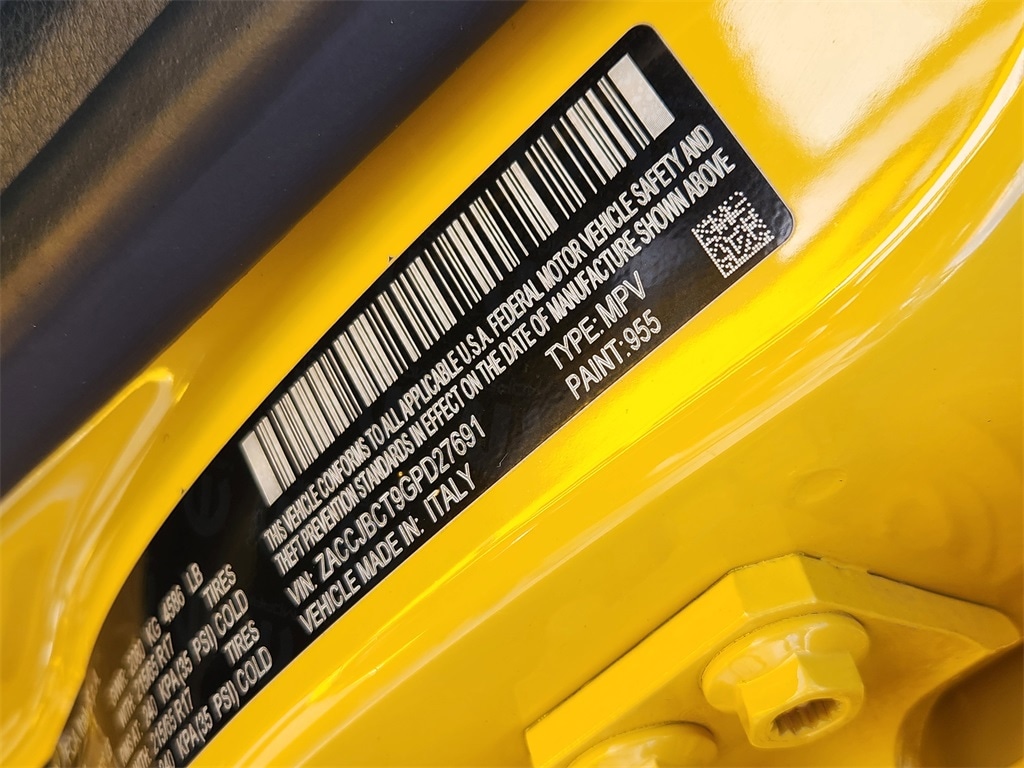 THIS VEHICLE CONFORMS TO ALL APPLICABLE U.S.A. FEDERAL MOTOR VEHICLE SAFETY AND
THEFT PREVENTION STANDARDS IN EFFECT ON THE DATE OF MANUFACTURE SHOWN ABOVE
VIN: ZACCJBCT9GPD27691
TYPE: MPV
VEHICLE MADE IN: ITALY
PAINT: 955
KG
LB
TIRES
KPA(35 PSI) COLD
TIRES
KPA(35 PSI) COLD